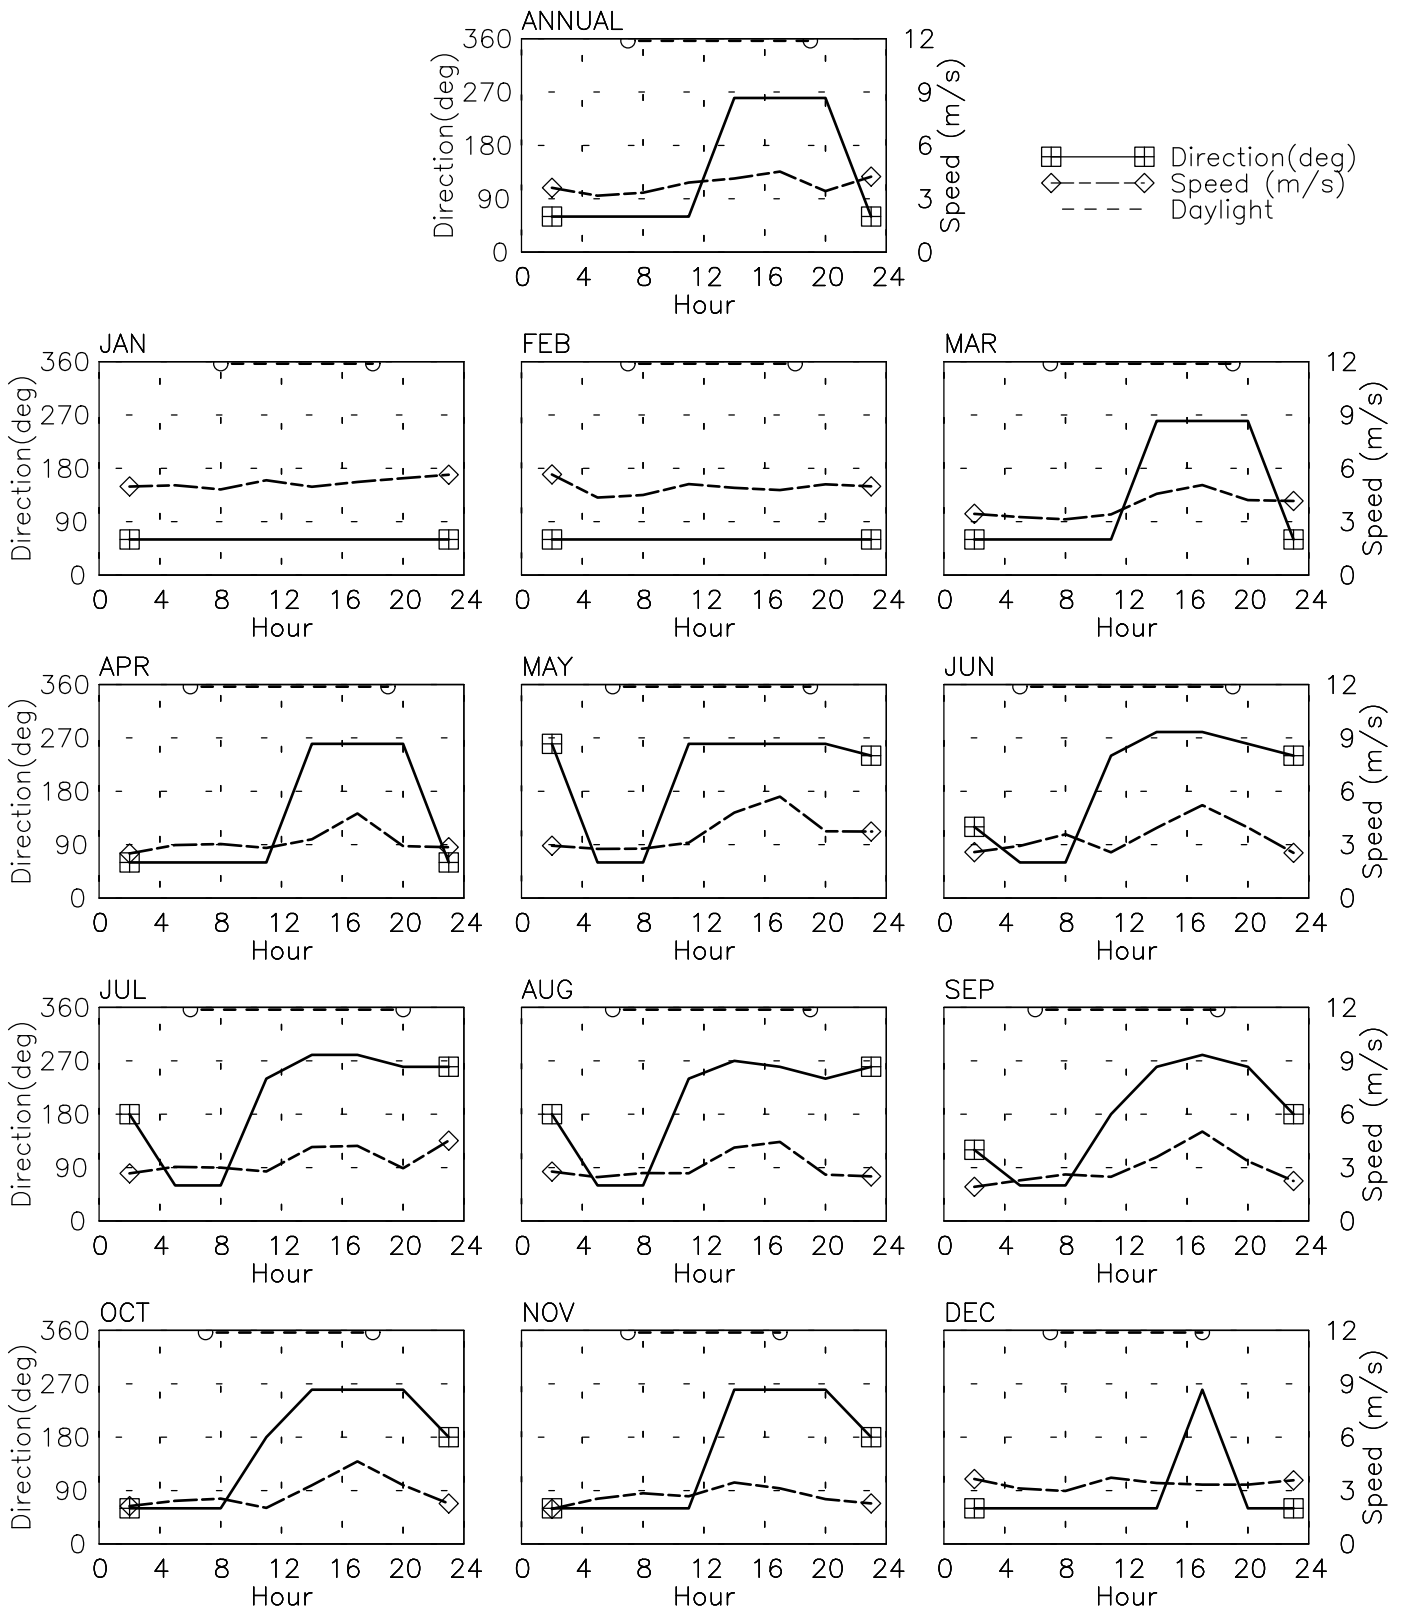 ANNUAL
360 270 180 90 0
Direction(deg)
12 9 6 3 0
Speed (m/s)
0 4 8 12 16 20 24
Hour
Direction(deg)
Speed (m/s)
Daylight
JAN
360 270 180 90 0
Direction(deg)
0 4 8 12 16 20 24
Hour
FEB
0 4 8 12 16 20 24
Hour
MAR
12 9 6 3 0
Speed (m/s)
0 4 8 12 16 20 24
Hour
APR
360 270 180 90 0
Direction(deg)
0 4 8 12 16 20 24
Hour
MAY
0 4 8 12 16 20 24
Hour
JUN
12 9 6 3 0
Speed (m/s)
0 4 8 12 16 20 24
Hour
JUL
360 270 180 90 0
Direction(deg)
0 4 8 12 16 20 24
Hour
AUG
0 4 8 12 16 20 24
Hour
SEP
12 9 6 3 0
Speed (m/s)
0 4 8 12 16 20 24
Hour
OCT
360 270 180 90 0
Direction(deg)
0 4 8 12 16 20 24
Hour
NOV
0 4 8 12 16 20 24
Hour
DEC
12 9 6 3 0
Speed (m/s)
0 4 8 12 16 20 24
Hour